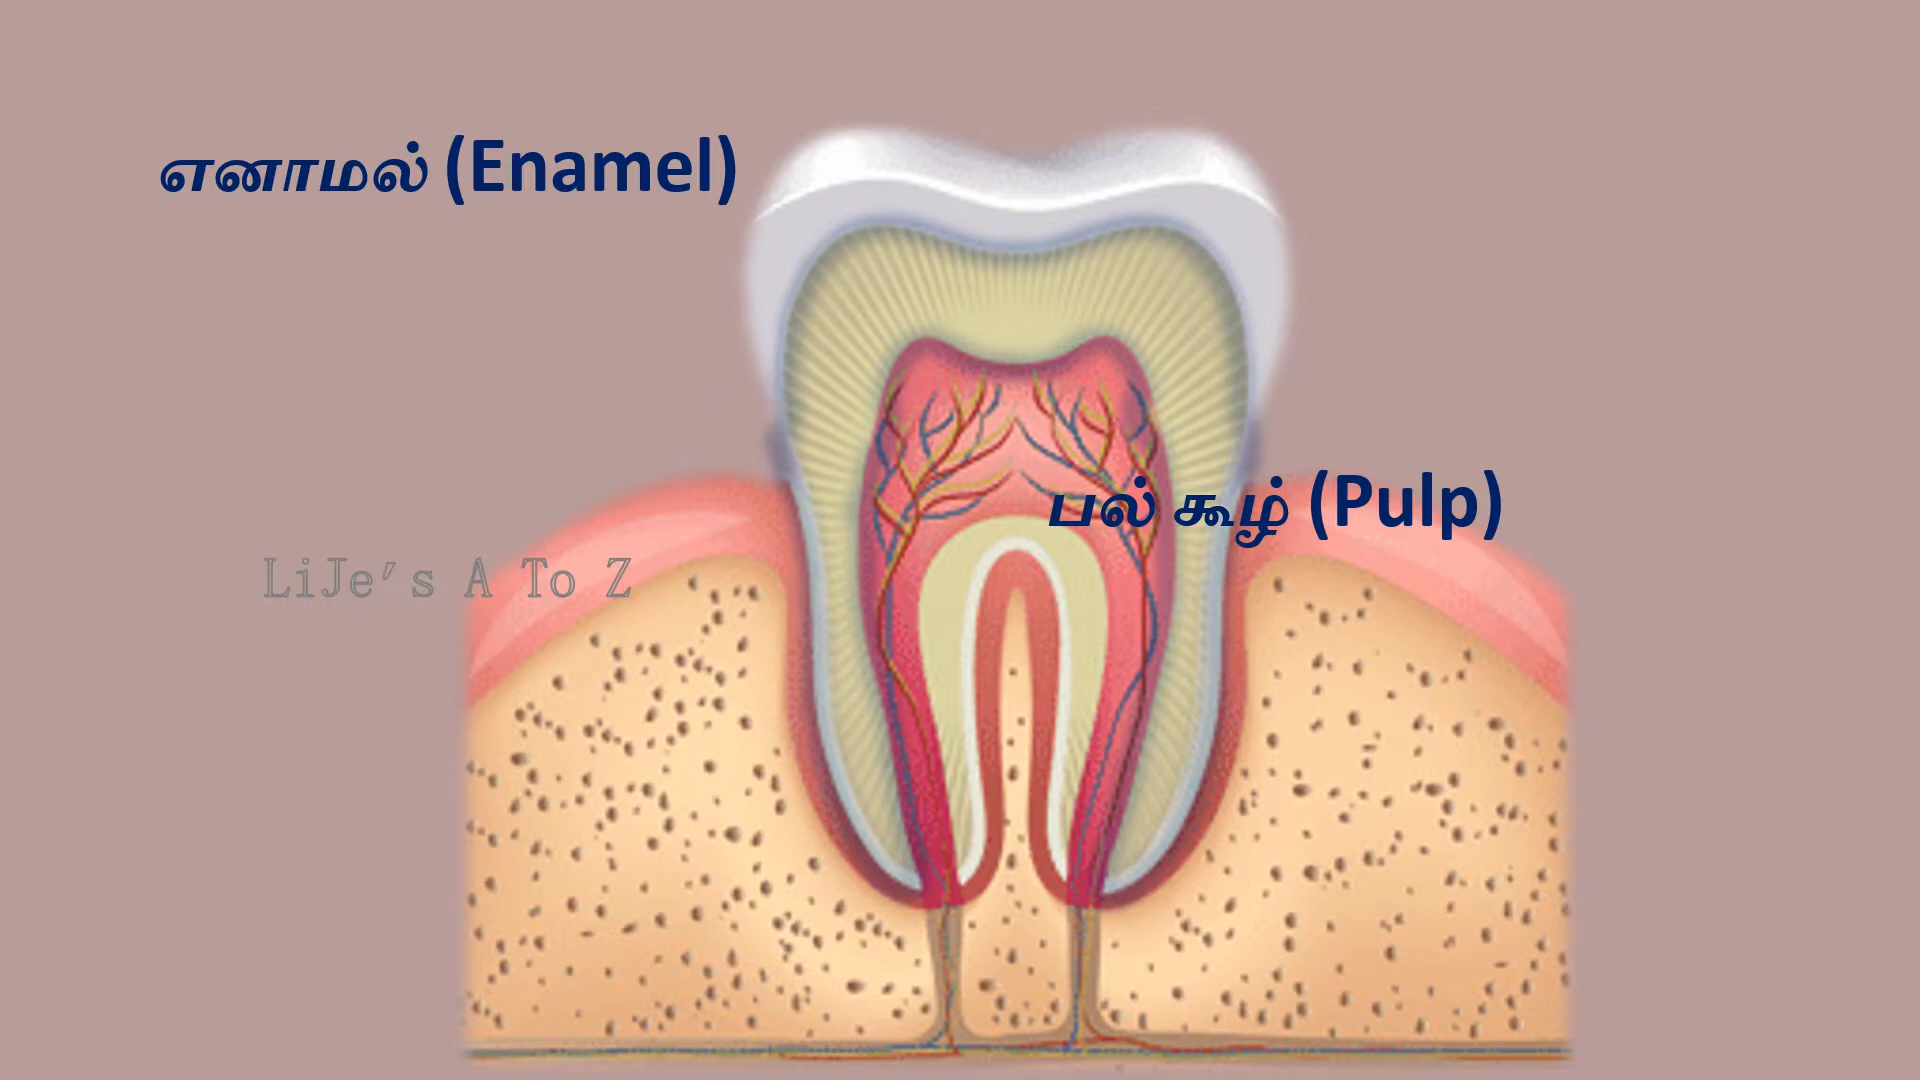 எனாமல் (Enamel)
பல் கூழ் (Pulp)
LiJe's A To Z